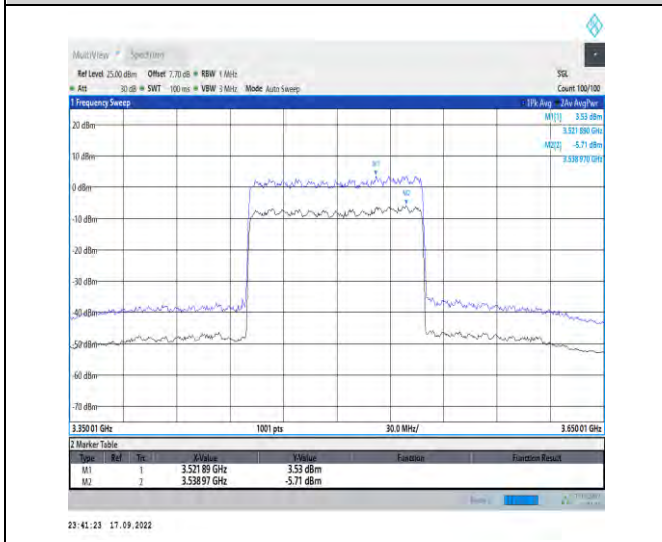 MultiView Spectrum
Ref Level 25.00 dBm Offset 7.70 dB RBW 1 MHz SGL
Att 30 dB SWT 100 ms VBW 3 MHz Mode Auto Sweep Count 100/100
1 Frequency Sweep 1Pk Avg 2Av AvgPwr
M1[1] 3.53 dBm
3.521 890 GHz
M2[2] -5.71 dBm
3.538 970 GHz
20 dBm
10 dBm
M1
0 dBm
M2
-10 dBm
-20 dBm
-30 dBm
-40 dBm
-50 dBm
-60 dBm
-70 dBm
3.350 01 GHz 1001 pts 30.0 MHz/ 3.650 01 GHz
2 Marker Table
Type Ref Trc X-Value Y-Value Function Function Result
M1 1 3.521 89 GHz 3.53 dBm
M2 2 3.538 97 GHz -5.71 dBm
23:41:23 17.09.2022